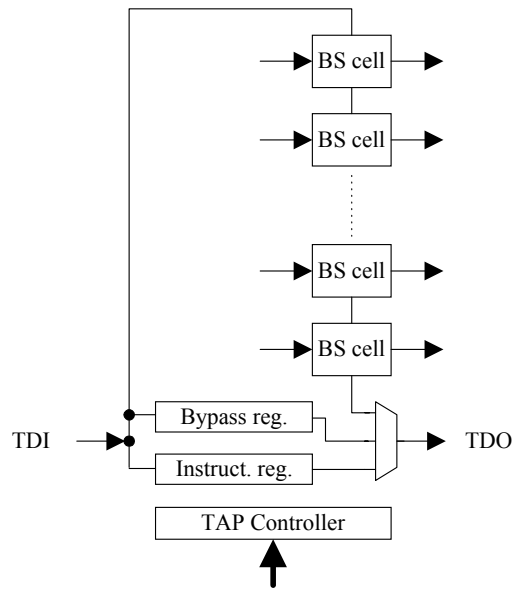 BS cell
BS cell
BS cell
BS cell
Bypass reg.
TDI
TDO
Instruct. reg.
TAP Controller